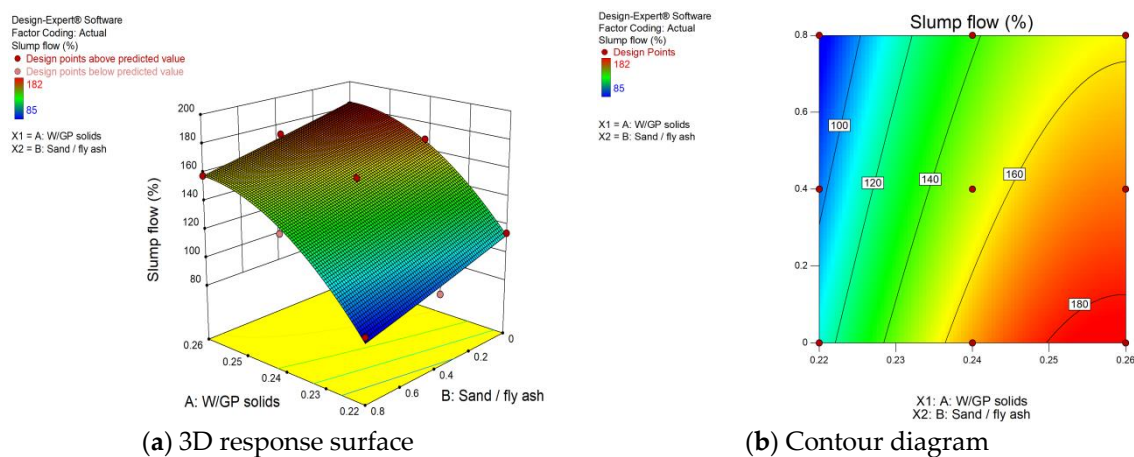 Design-Expert® Software
Factor Coding: Actual
Slump flow (%)
Design points above predicted value
Design points below predicted value
182
85
X1 = A: W/GP solids
X2 = B: Sand / fly ash
200
180
160
140
120
100
80
Slump flow (%)
0.26
0.25
0.24
0.23
0.22
A: W/GP solids
0
0.2
0.4
0.6
0.8
B: Sand / fly ash
(a) 3D response surface
Design-Expert® Software
Factor Coding: Actual
Slump flow (%)
Design Points
182
85
X1 = A: W/GP solids
X2 = B: Sand / fly ash
Slump flow (%)
0.8
0.6
0.4
0.2
0
100
120
140
160
180
0.22
0.23
0.24
0.25
0.26
X1: A: W/GP solids
X2: B: Sand / fly ash
(b) Contour diagram